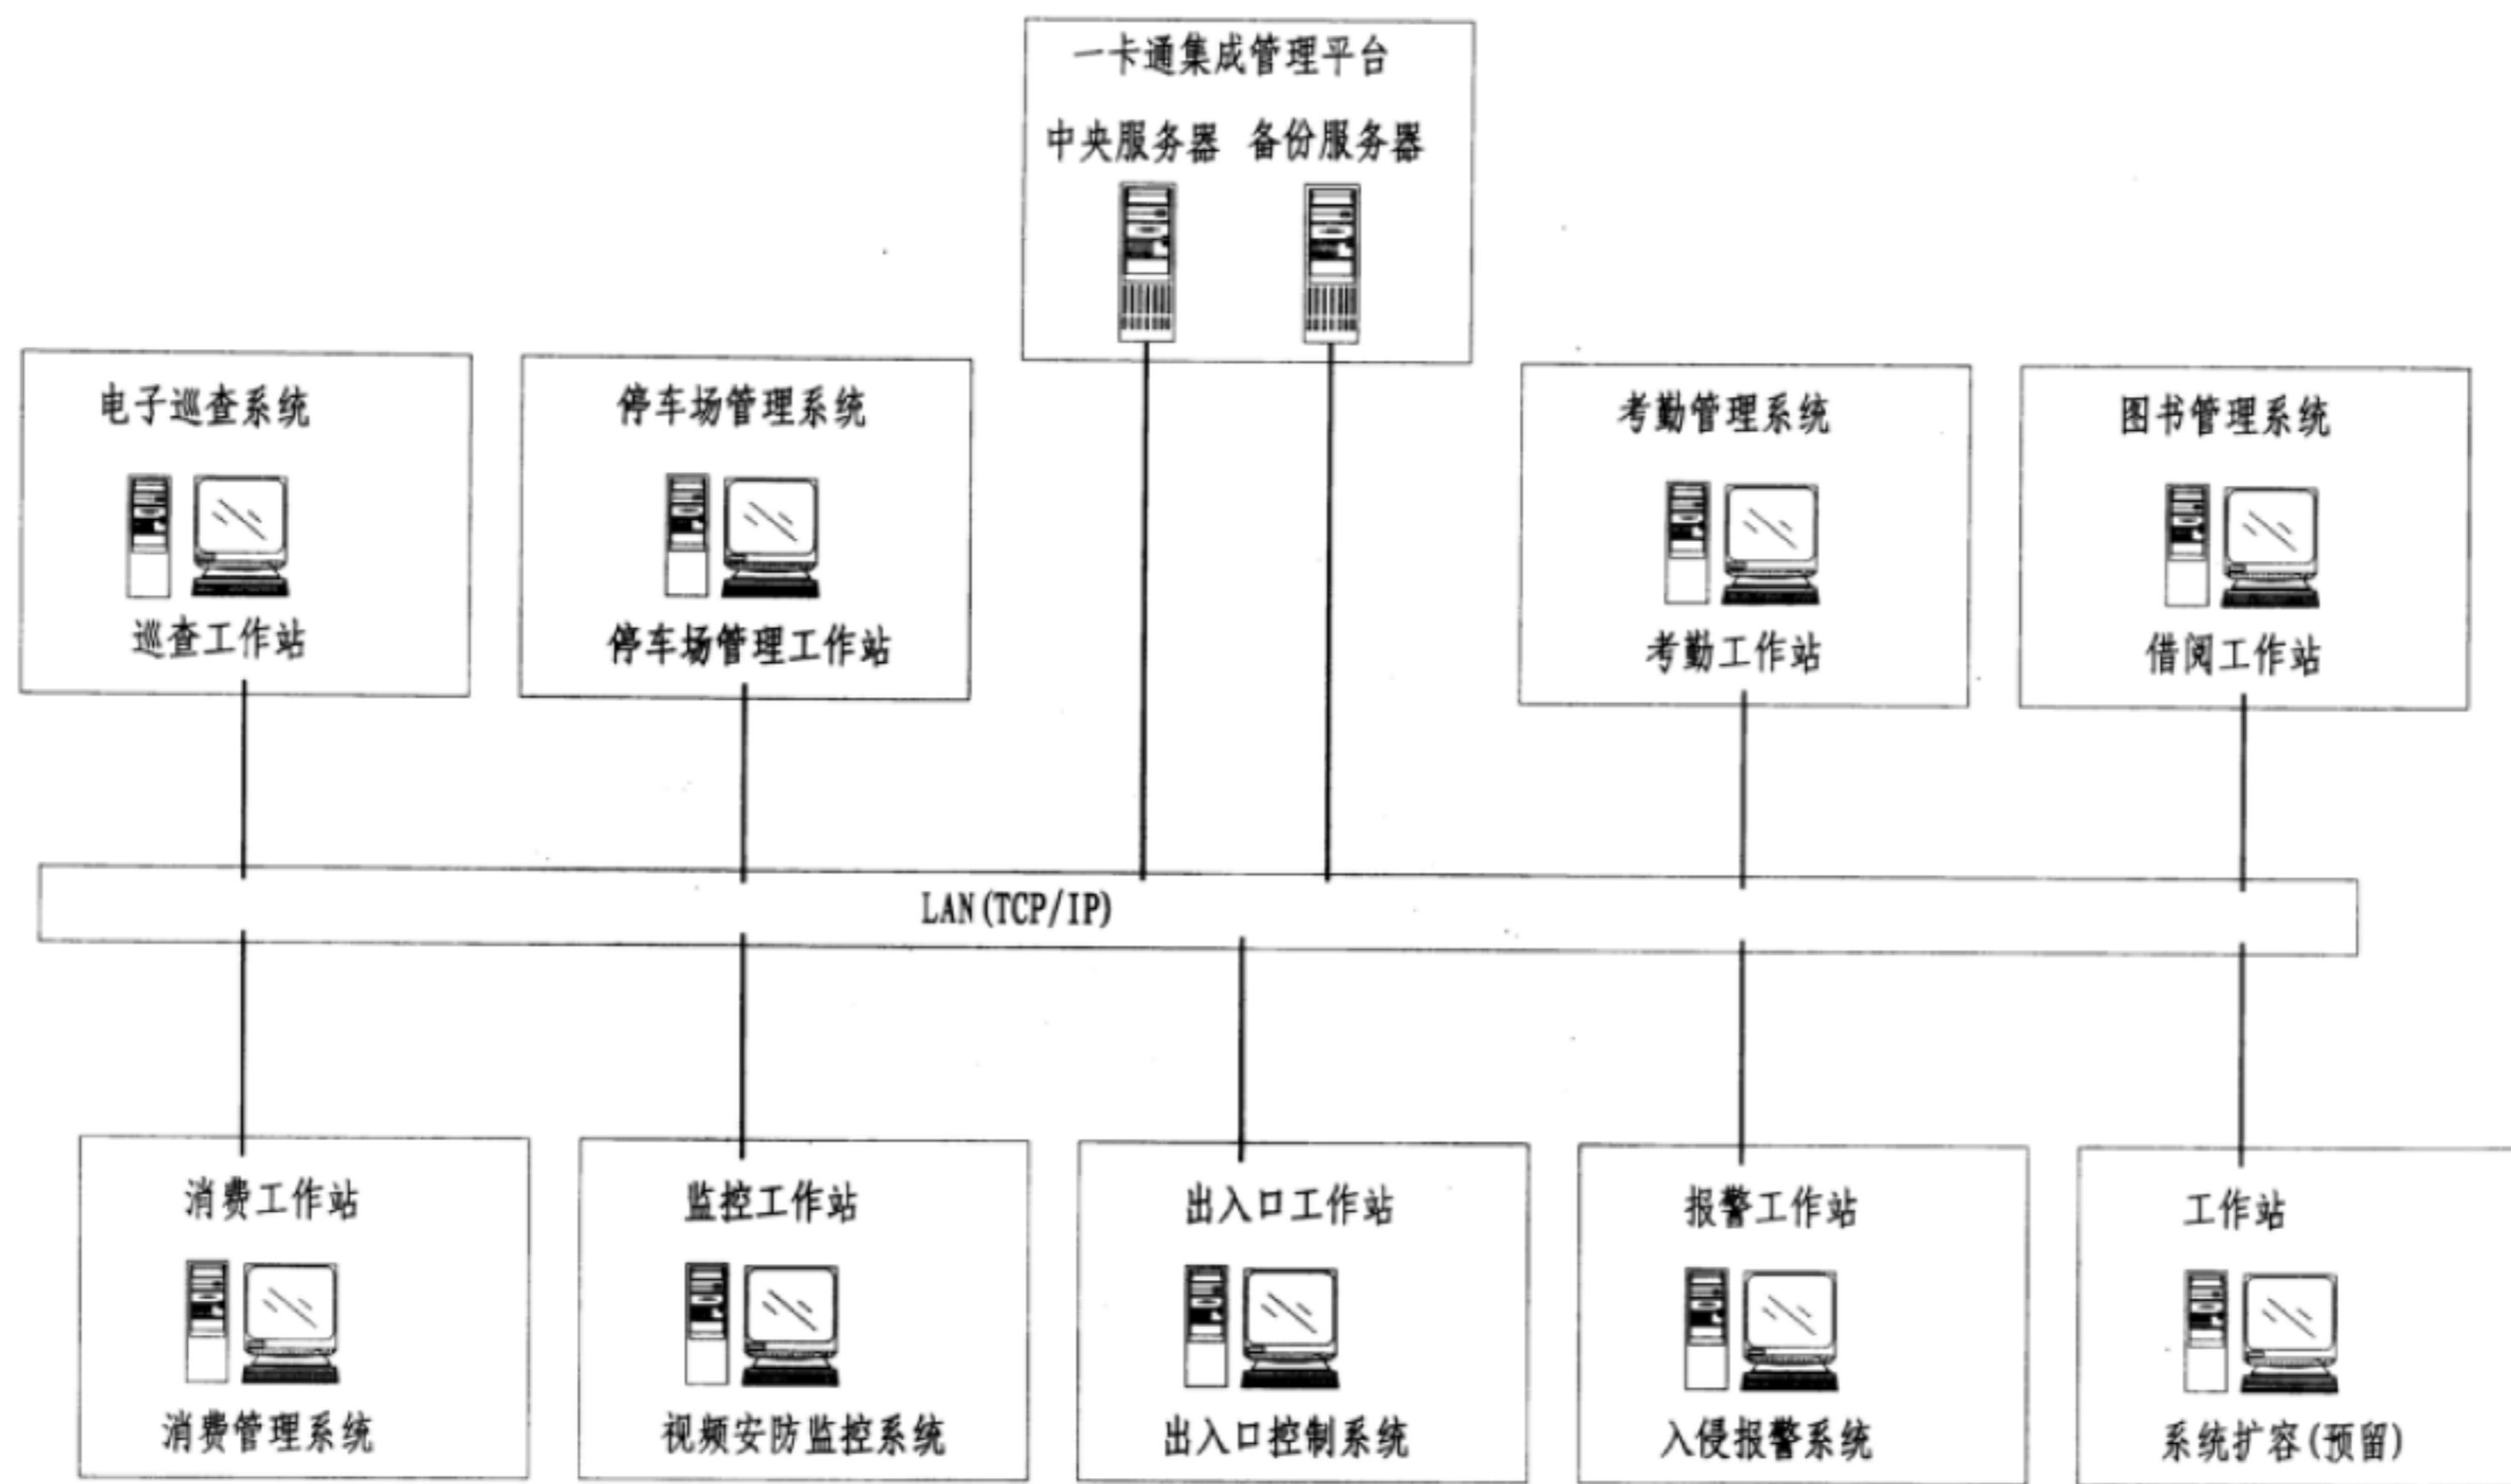 一卡通集成管理平台
中央服务器 备份服务器
电子巡查系统
巡查工作站
停车场管理系统
停车场管理工作站
考勤管理系统
考勤工作站
图书管理系统
借阅工作站
LAN(TCP/IP)
消费工作站
消费管理系统
监控工作站
视频安防监控系统
出入口工作站
出入口控制系统
报警工作站
入侵报警系统
工作站
系统扩容(预留)